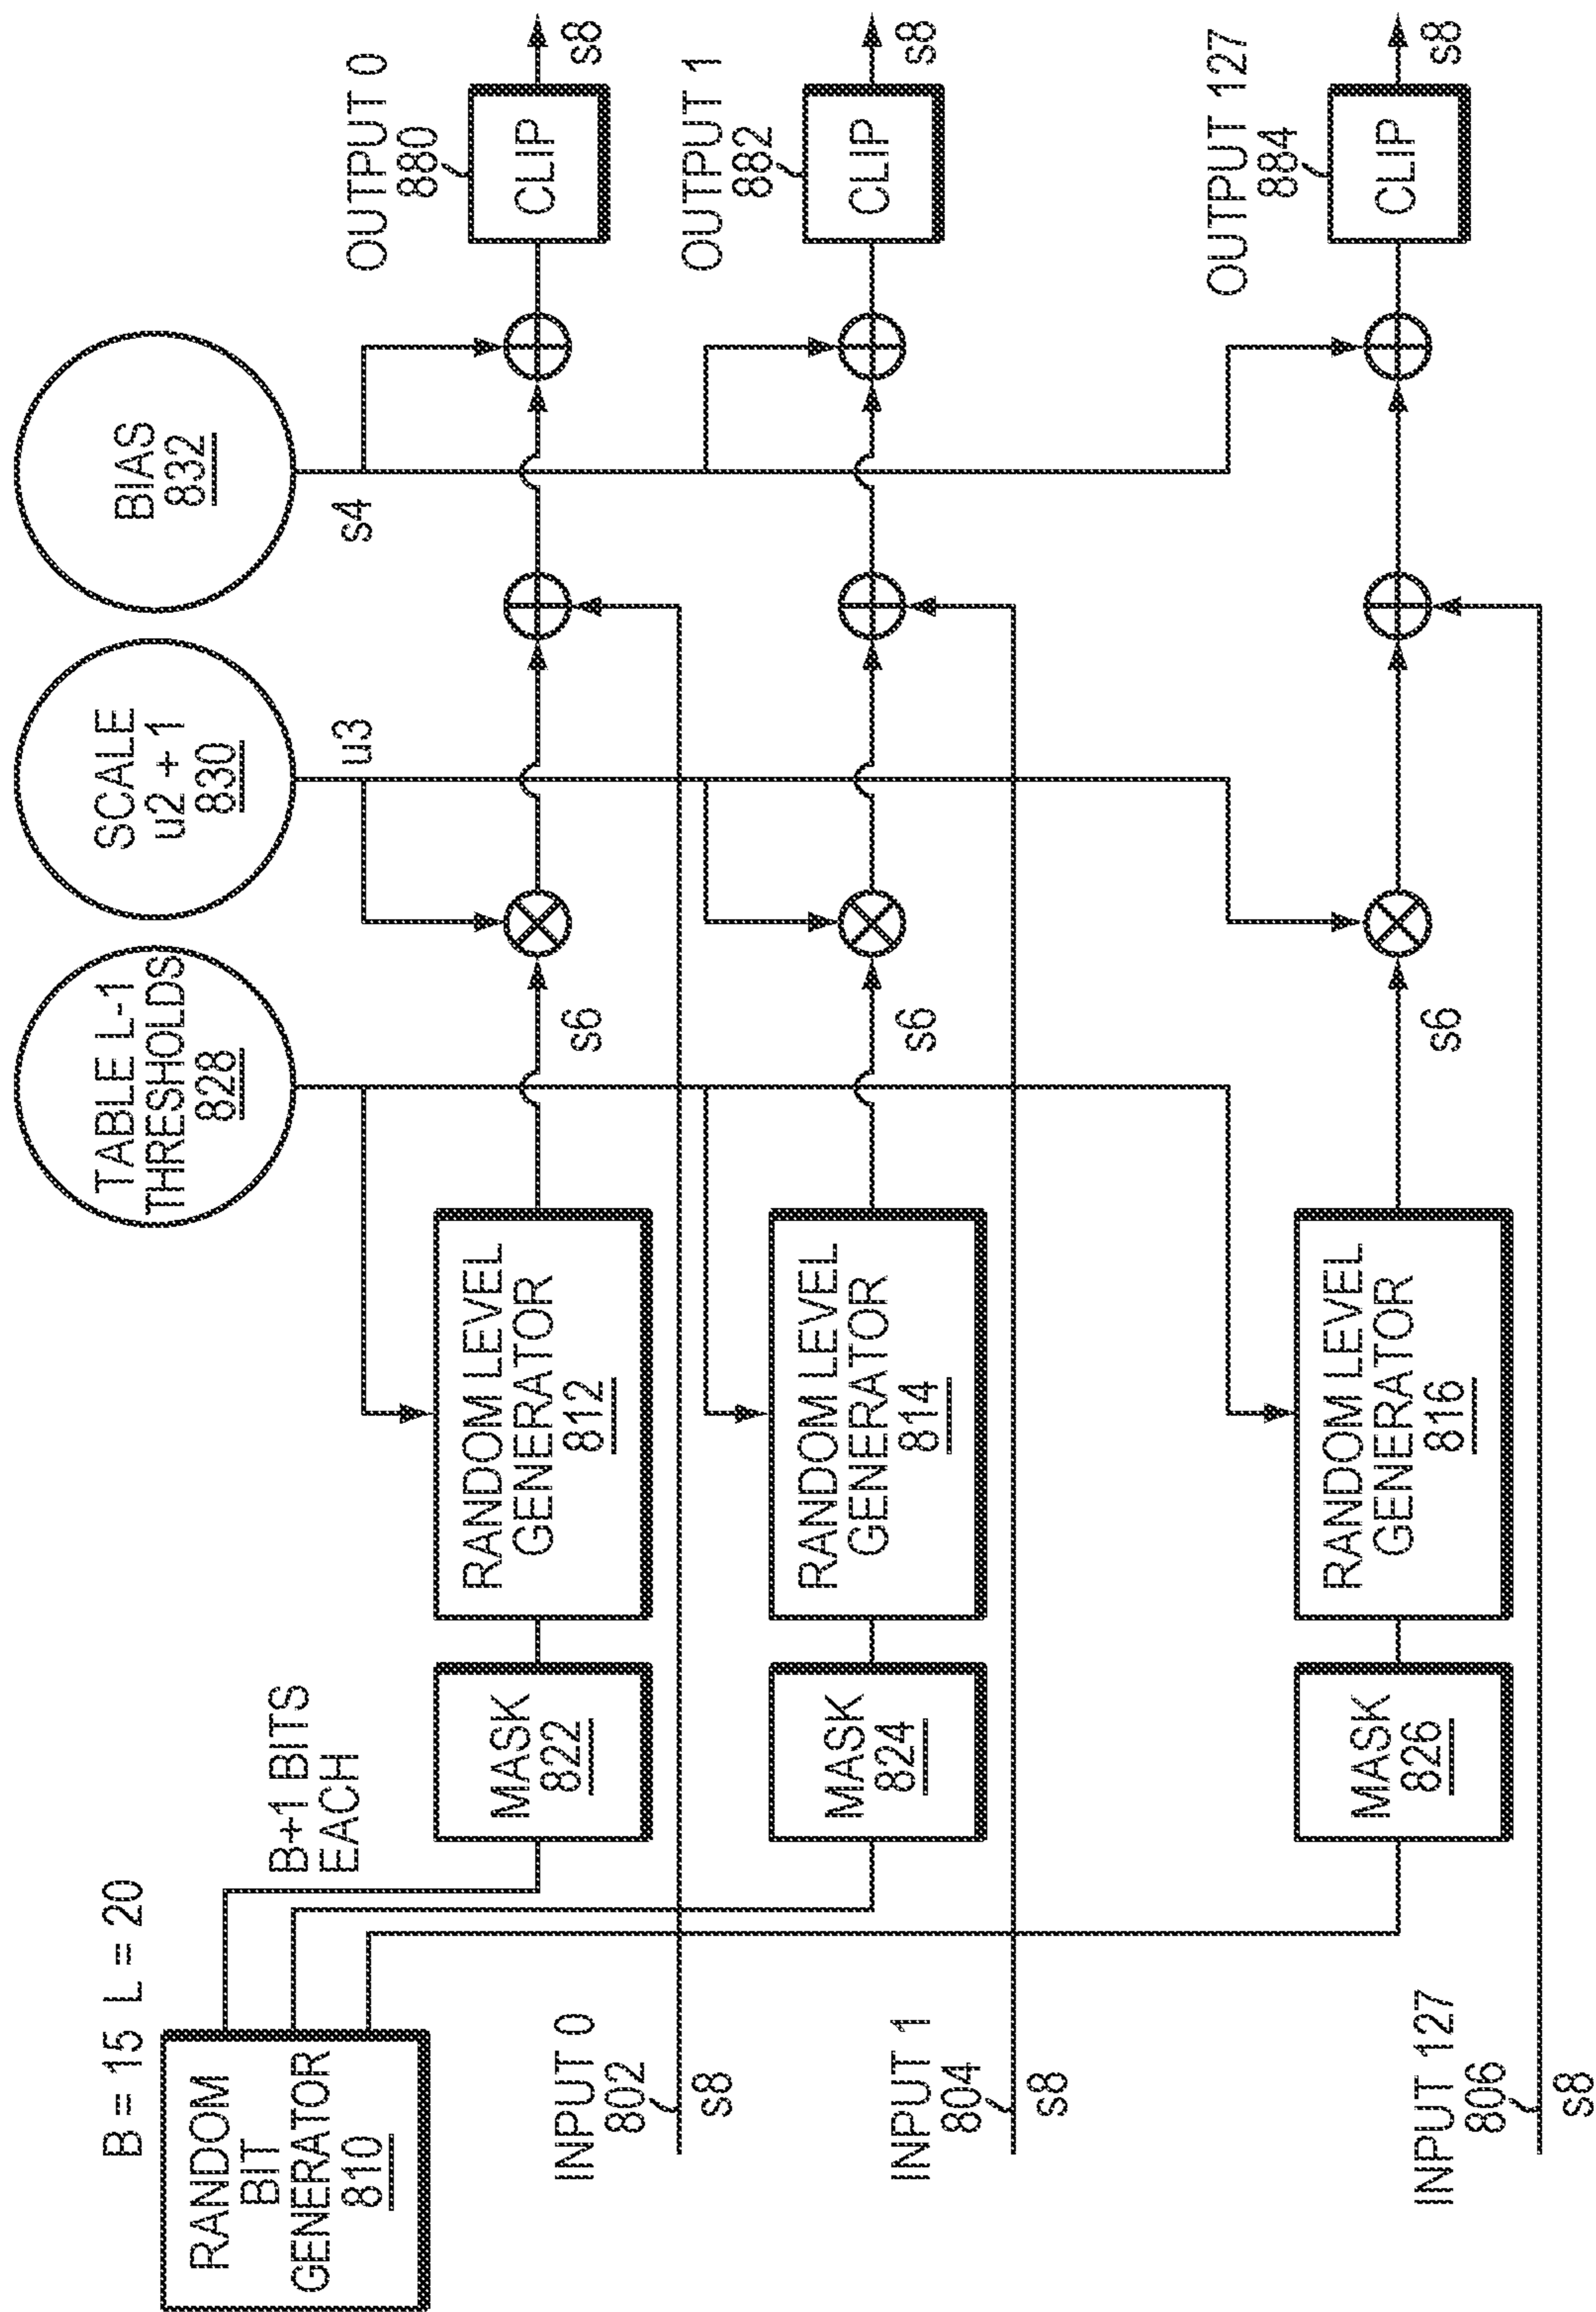 B = 15 L = 20
RANDOM
BIT
GENERATOR
810
B+1 BITS
EACH
TABLE L-1
THRESHOLDS
828
SCALE
u2 + 1
830
BIAS
832
u3
s4
INPUT 0
802
s8
MASK
822
RANDOM LEVEL
GENERATOR
812
s6
OUTPUT 0
880
CLIP
s8
INPUT 1
804
s8
MASK
824
RANDOM LEVEL
GENERATOR
814
s6
OUTPUT 1
882
CLIP
s8
INPUT 127
806
s8
MASK
826
RANDOM LEVEL
GENERATOR
816
s6
OUTPUT 127
884
CLIP
s8